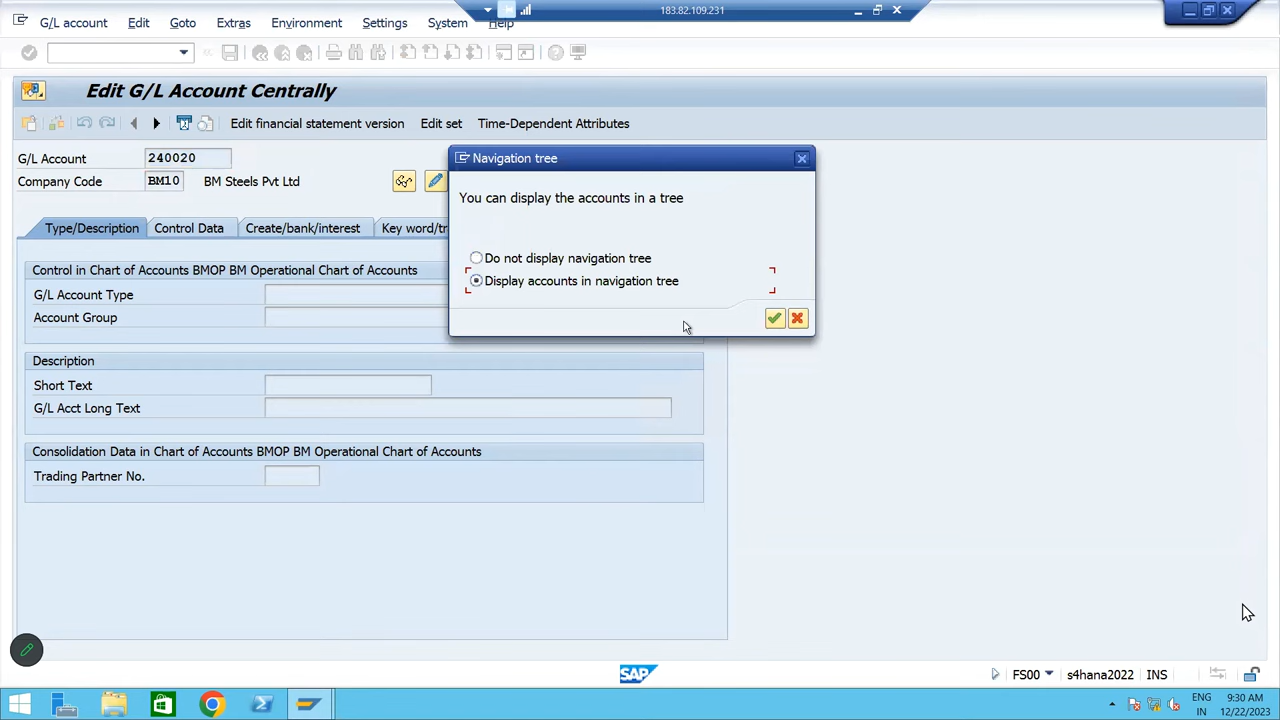 183.82.109.231
G/L account Edit Goto Extras Environment Settings System Help
Edit G/L Account Centrally
Edit financial statement version Edit set Time-Dependent Attributes
G/L Account 240020
Company Code BM10 BM Steels Pvt Ltd
Navigation tree
You can display the accounts in a tree
Do not display navigation tree
Display accounts in navigation tree
Type/Description Control Data Create/bank/interest Key word/tr
Control in Chart of Accounts BMOP BM Operational Chart of Accounts
G/L Account Type
Account Group
Description
Short Text
G/L Acct Long Text
Consolidation Data in Chart of Accounts BMOP BM Operational Chart of Accounts
Trading Partner No.
SAP
FS00 s4hana2022 INS
ENG 9:30 AM
IN 12/22/2023